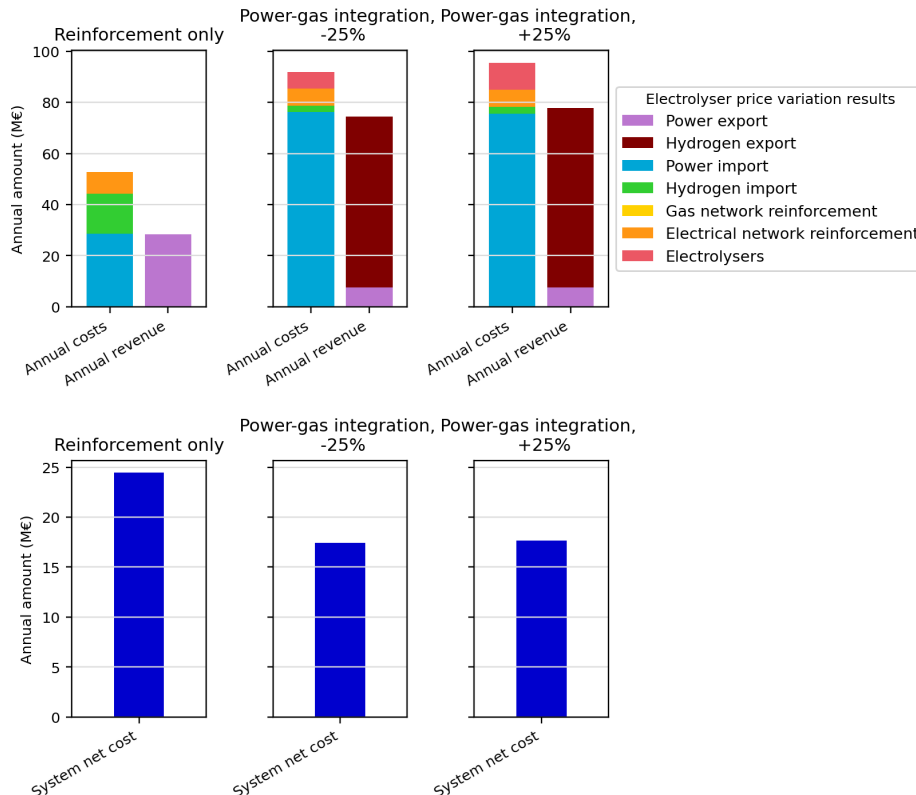 Power-gas integration, Power-gas integration,
Reinforcement only -25% +25%
100
80
60
40
20
0
Annual amount (M€)
Annual costs
Annual revenue
Annual costs
Annual revenue
Annual costs
Annual revenue
Electrolyser price variation results
Power export
Hydrogen export
Power import
Hydrogen import
Gas network reinforcement
Electrical network reinforcement
Electrolysers
Power-gas integration, Power-gas integration,
Reinforcement only -25% +25%
25
20
15
10
5
0
Annual amount (M€)
System net cost
System net cost
System net cost